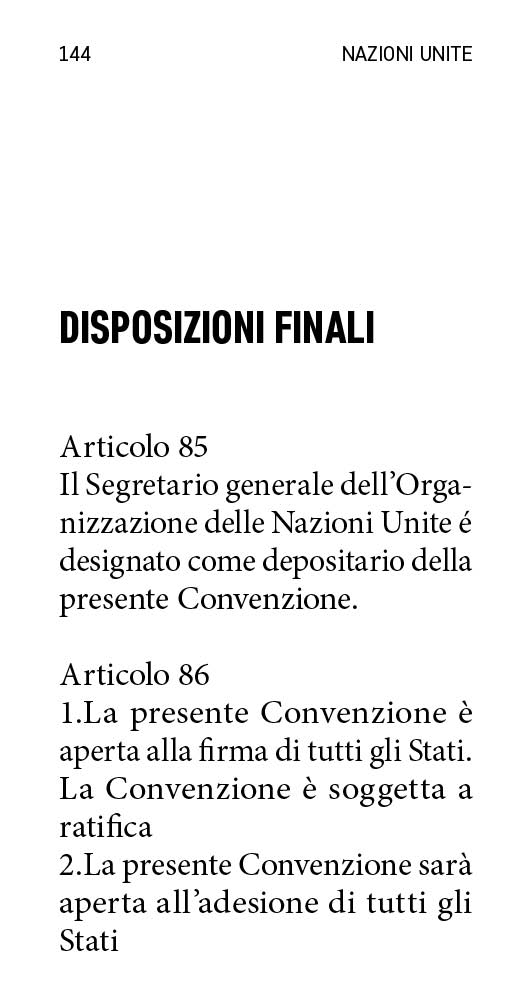 144 NAZIONI UNITE
DISPOSIZIONI FINALI
Articolo 85
Il Segretario generale dell’Orga-
nizzazione delle Nazioni Unite é
designato come depositario della
presente Convenzione.
Articolo 86
1.La presente Convenzione è
aperta alla firma di tutti gli Stati.
La Convenzione è soggetta a
ratifica
2.La presente Convenzione sarà
aperta all’adesione di tutti gli
Stati